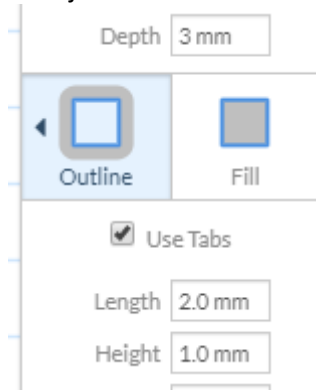 Depth 3 mm
Outline Fill
Use Tabs
Length 2.0 mm
Height 1.0 mm